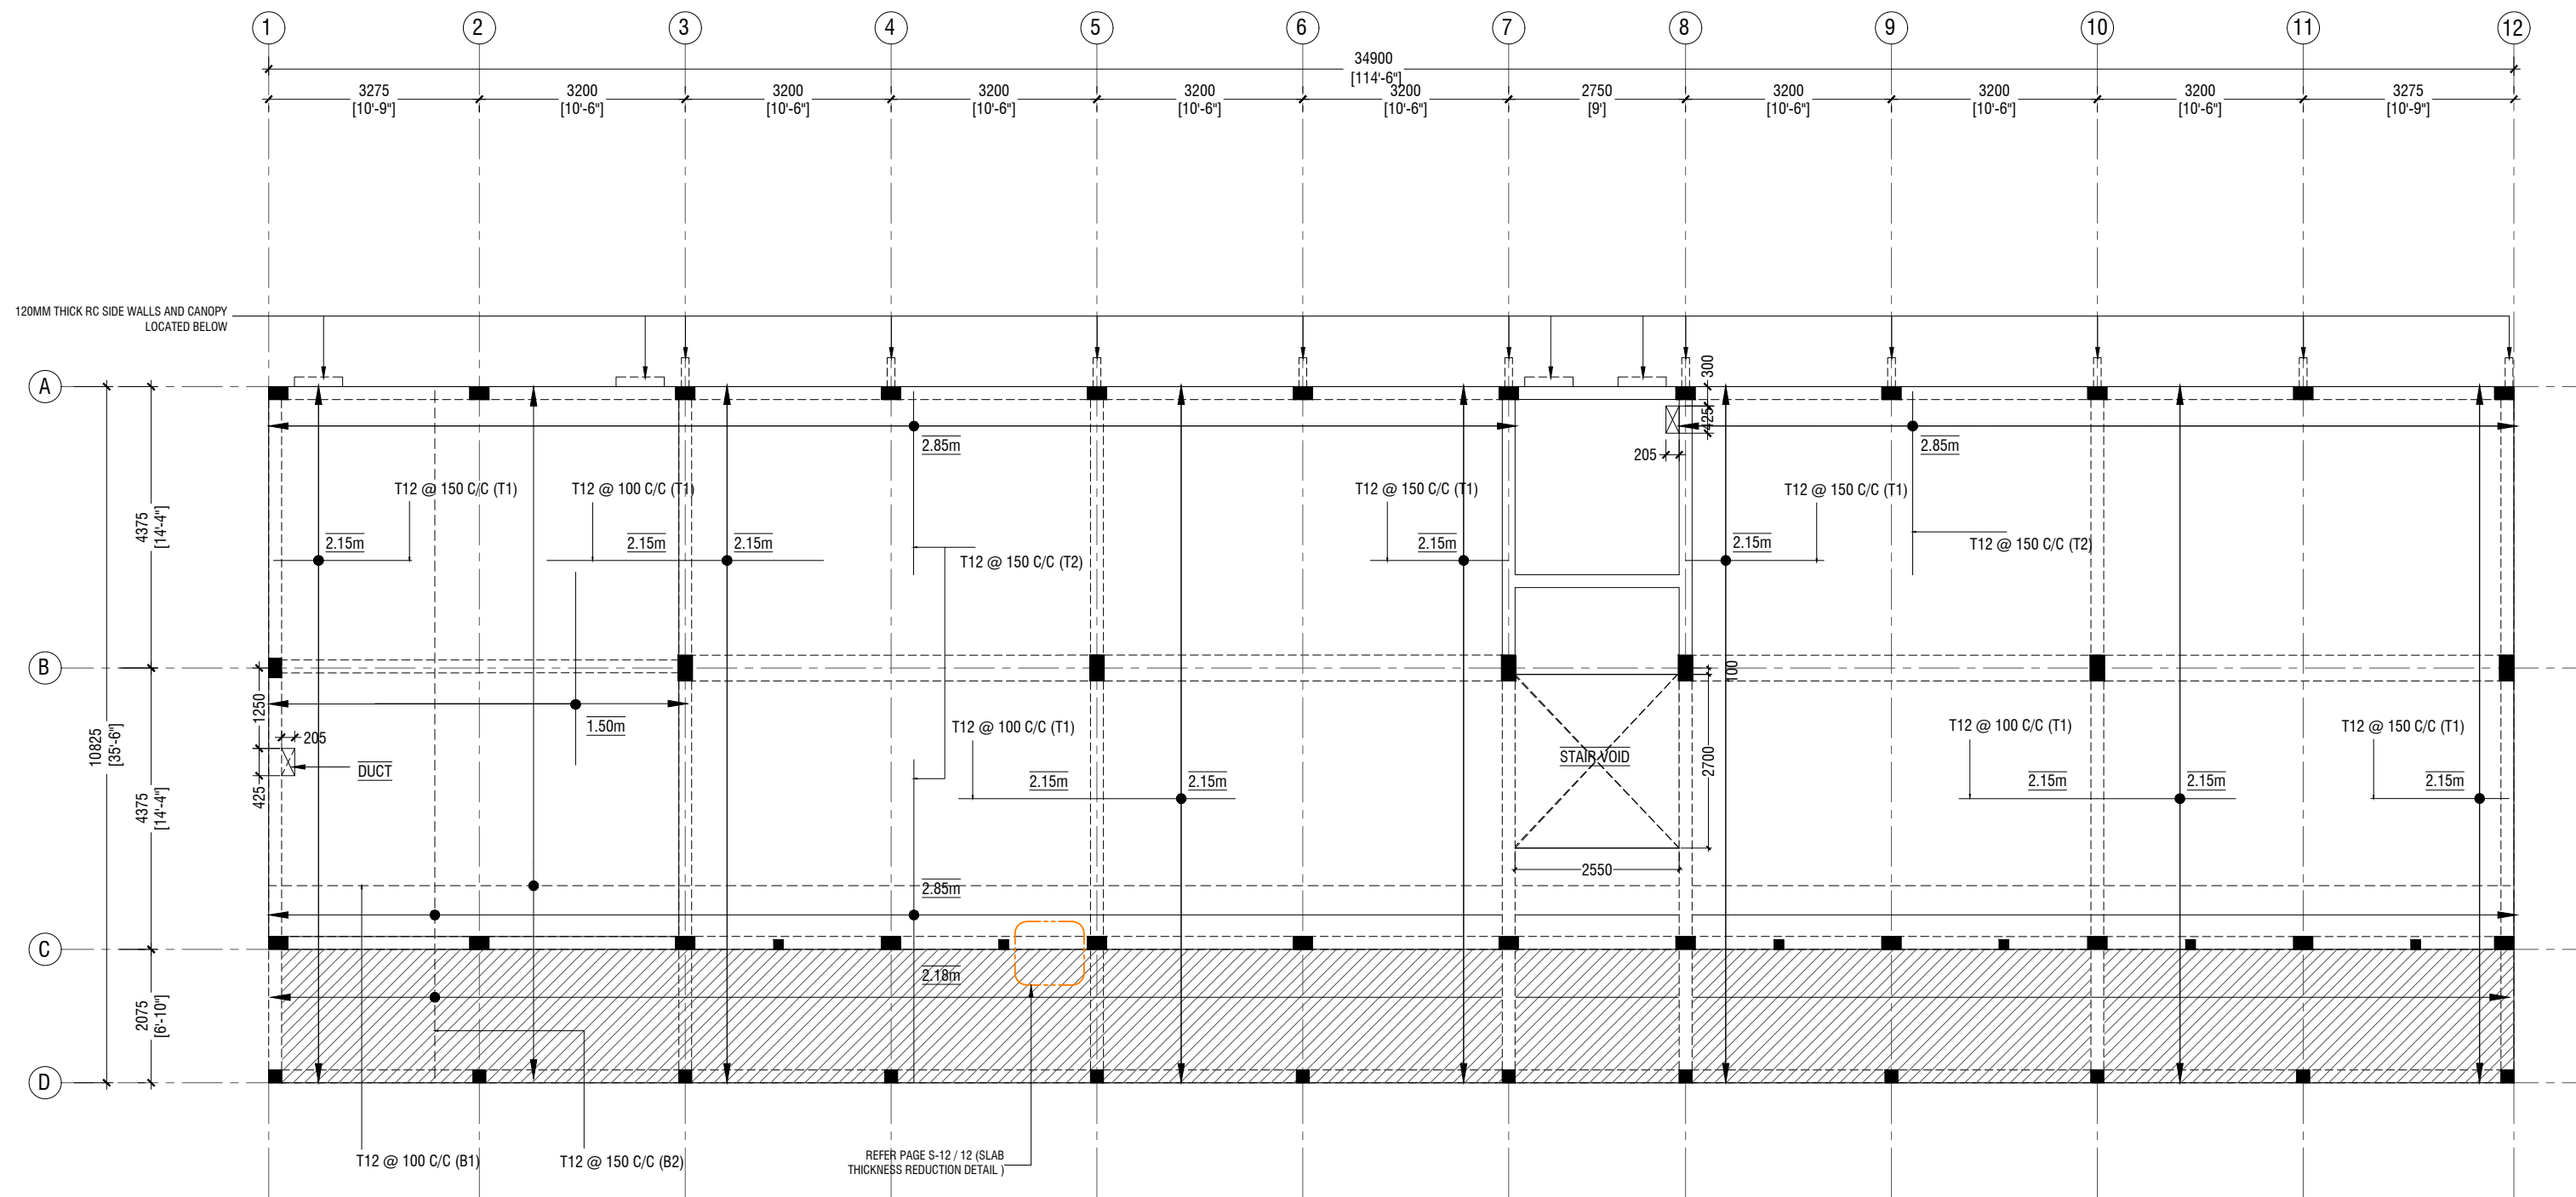 1 2 3 4 5 6 7 8 9 10 11 12
34900
[114'-6"]
3275 3200 3200 3200 3200 3200 2750 3200 3200 3200 3275
[10'-9"] [10'-6"] [10'-6"] [10'-6"] [10'-6"] [10'-6"] [9'] [10'-6"] [10'-6"] [10'-6"] [10'-9"]
120MM THICK RC SIDE WALLS AND CANOPY
LOCATED BELOW
300
A
425
2.85m
2.85m
205
T12 @ 150 C/C (T1)
T12 @ 100 C/C (T1)
T12 @ 150 C/C (T1)
T12 @ 150 C/C (T1)
4375
[14'-4"]
2.15m
2.15m
2.15m
2.15m
2.15m
T12 @ 150 C/C (T2)
T12 @ 150 C/C (T2)
B
100
1250
1.50m
205
T12 @ 100 C/C (T1)
T12 @ 100 C/C (T1)
T12 @ 150 C/C (T1)
10825
[35'-6"]
STAIR VOID
2700
DUCT
425
4375
[14'-4"]
2.15m
2.15m
2.15m
2.15m
2.15m
2550
2.85m
C
2.18m
2075
[6'-10"]
D
T12 @ 100 C/C (B1)
T12 @ 150 C/C (B2)
REFER PAGE S-12 / 12 (SLAB
THICKNESS REDUCTION DETAIL )